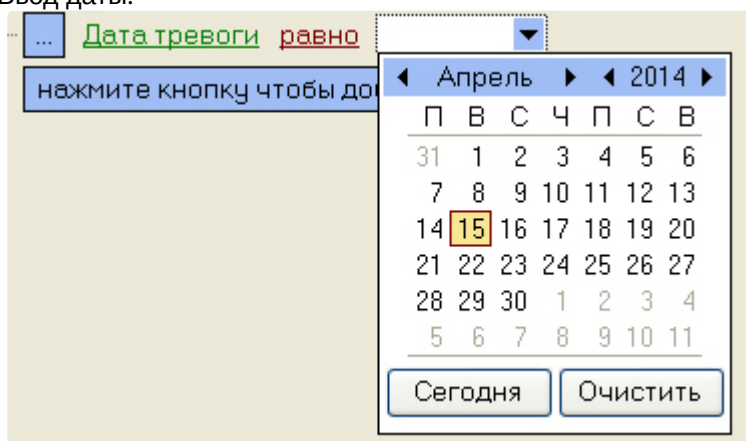 Ввод даты:
... Дата тревоги равно
нажмите кнопку чтобы
Апрель 2014
П В С Ч П С В
31 1 2 3 4 5 6
7 8 9 10 11 12 13
14 15 16 17 18 19 20
21 22 23 24 25 26 27
28 29 30 1 2 3 4
5 6 7 8 9 10 11
Сегодня Очистить